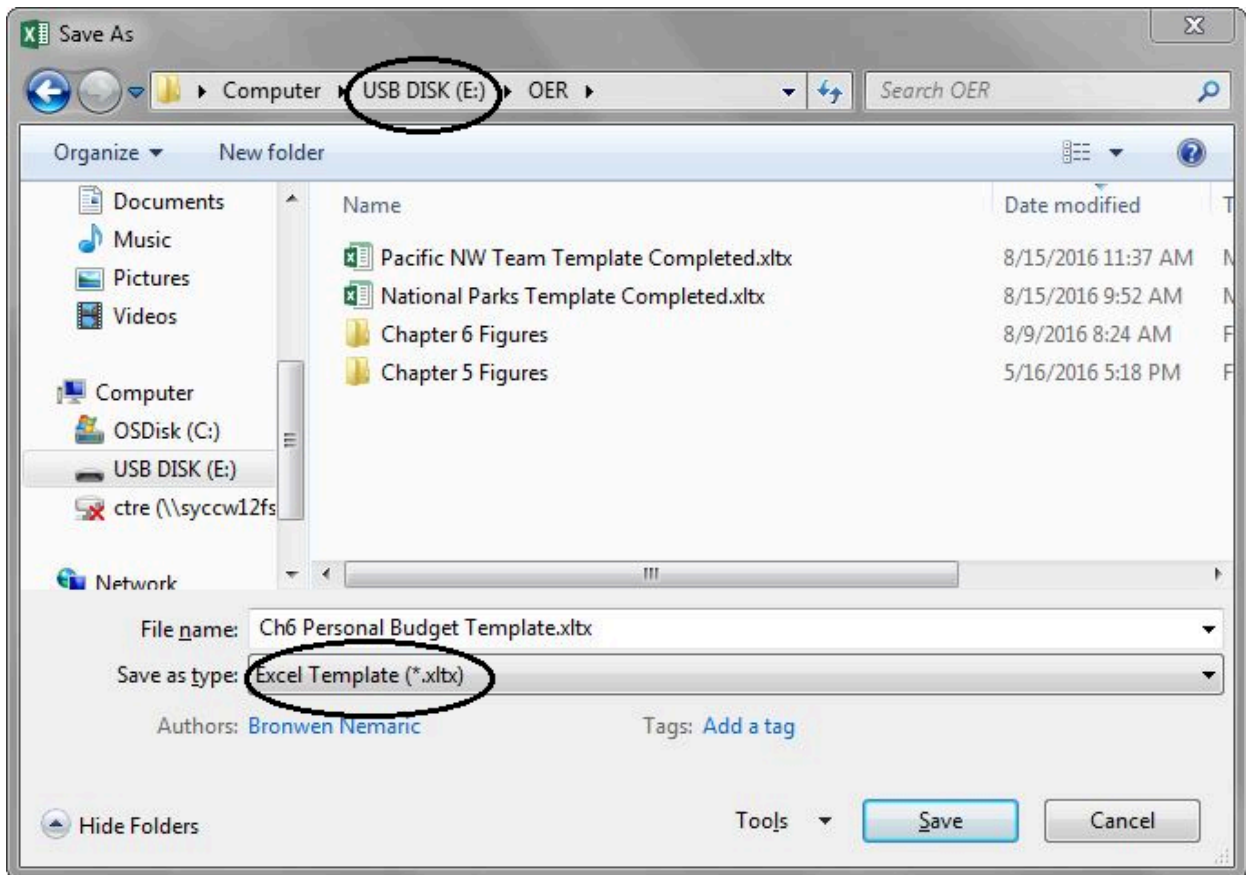 Save As
Computer USB DISK (E:) OER Search OER
Organize New folder
Documents Name Date modified T
Music
Pictures
Videos
Pacific NW Team Template Completed.xltx 8/15/2016 11:37 AM
National Parks Template Completed.xltx 8/15/2016 9:52 AM
Chapter 6 Figures 8/9/2016 8:24 AM F
Chapter 5 Figures 5/16/2016 5:18 PM F
Computer
OSDisk (C:)
USB DISK (E:)
ctre (\\syccw12fs
Network
File name: Ch6 Personal Budget Template.xltx
Save as type: Excel Template (*.xltx)
Authors: Bronwen Nemaric Tags: Add a tag
Hide Folders Tools Save Cancel